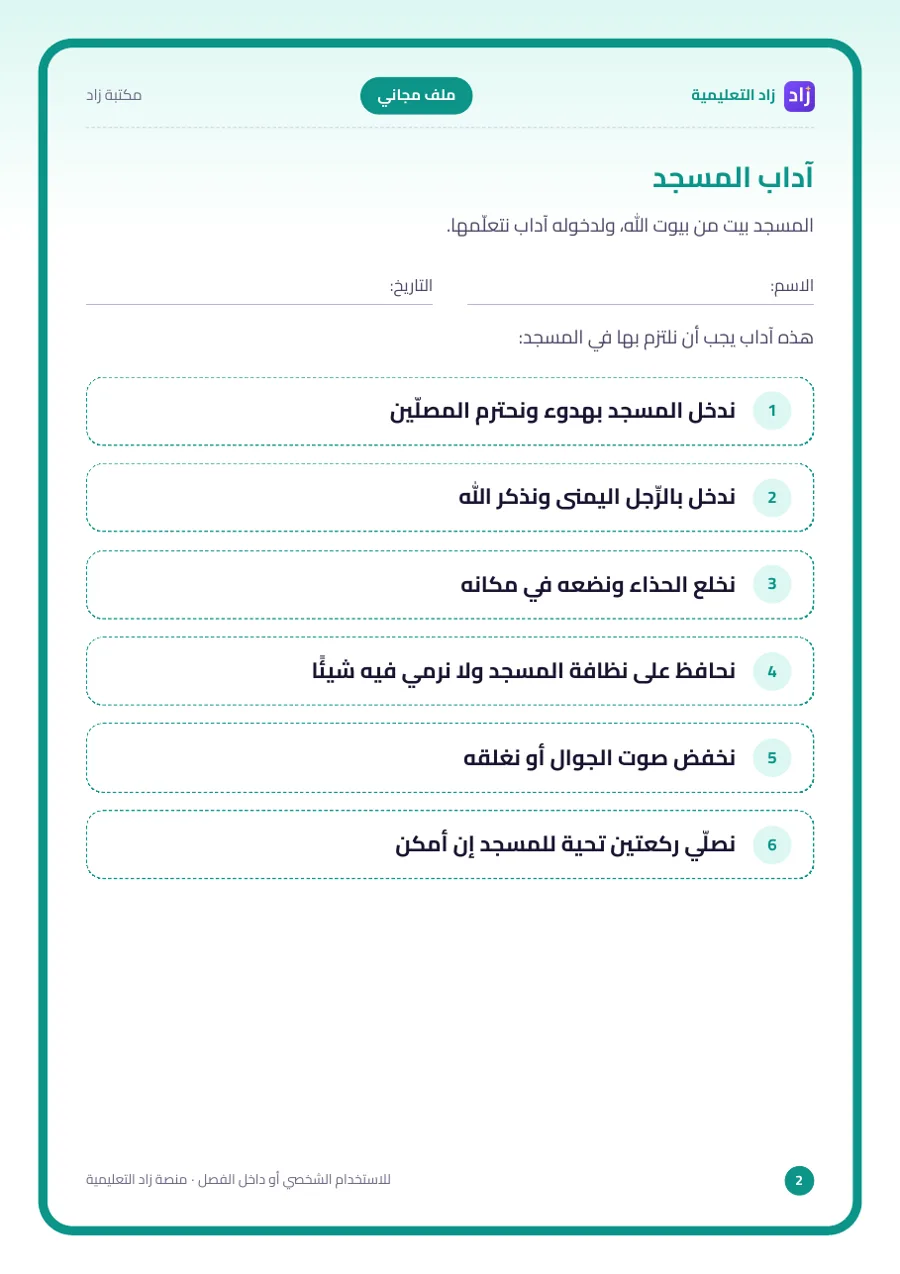 زاد زاد التعليمية
ملف مجاني
مكتبة زاد
آداب المسجد
المسجد بيت من بيوت الله، ولدخوله آداب نتعلّمها.
الاسم:
التاريخ:
هذه آداب يجب أن نلتزم بها في المسجد:
1 ندخل المسجد بهدوء ونحترم المصلّين
2 ندخل بالرِّجل اليمنى ونذكر الله
3 نخلع الحذاء ونضعه في مكانه
4 نحافظ على نظافة المسجد ولا نرمي فيه شيئًا
5 نخفض صوت الجوال أو نغلقه
6 نصلّي ركعتين تحية للمسجد إن أمكن
2
للاستخدام الشخصي أو داخل الفصل · منصة زاد التعليمية